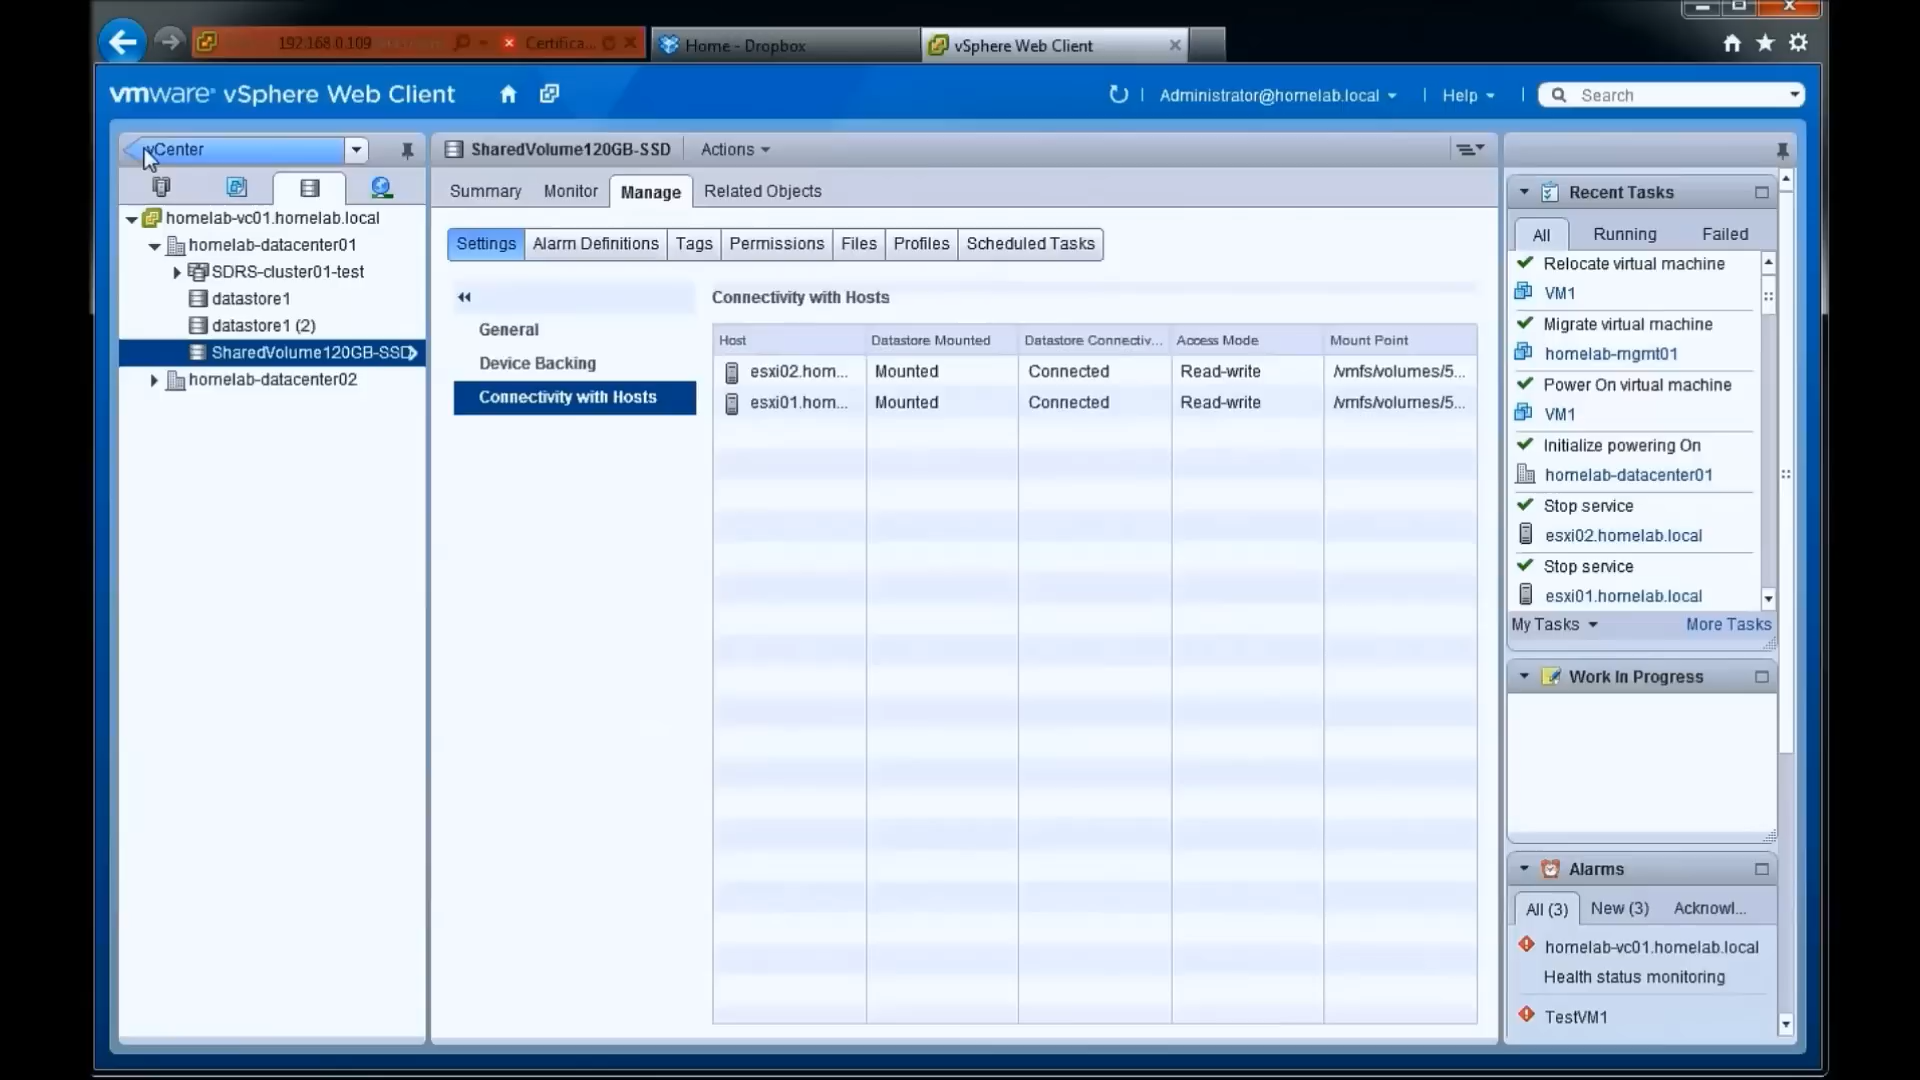 192.168.0.109
Certifica...
Home - Dropbox
vSphere Web Client
vmware vSphere Web Client
Administrator@homelab.local
Help
Search
vCenter
SharedVolume120GB-SSD
Actions
Summary
Monitor
Manage
Related Objects
homelab-vc01.homelab.local
homelab-datacenter01
SDRS-cluster01-test
datastore1
datastore1 (2)
SharedVolume120GB-SSD
homelab-datacenter02
Settings
Alarm Definitions
Tags
Permissions
Files
Profiles
Scheduled Tasks
General
Device Backing
Connectivity with Hosts
Connectivity with Hosts
Host Datastore Mounted Datastore Connectiv... Access Mode Mount Point
esxi02.hom... Mounted Connected Read-write /vmfs/volumes/5...
esxi01.hom... Mounted Connected Read-write /vmfs/volumes/5...
Recent Tasks
All Running Failed
Relocate virtual machine
VM1
Migrate virtual machine
homelab-mgmt01
Power On virtual machine
VM1
Initialize powering On
homelab-datacenter01
Stop service
esxi02.homelab.local
Stop service
esxi01.homelab.local
My Tasks More Tasks
Work In Progress
Alarms
All (3) New (3) Acknowl...
homelab-vc01.homelab.local
Health status monitoring
TestVM1